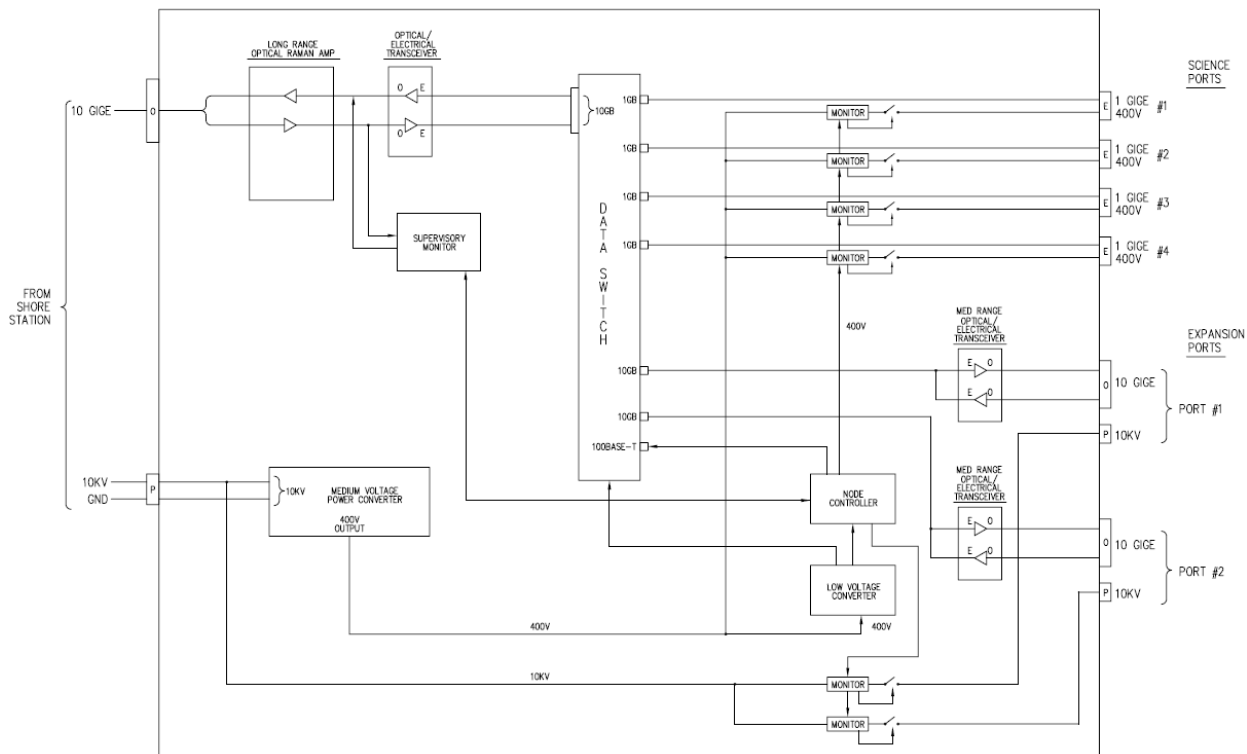 LONG RANGE
OPTICAL RAMAN AMP
OPTICAL/
ELECTRICAL
TRANSCEIVER
O E
O E
10 GIGE
O
10GB
DATA SWITCH
1GB
1GB
1GB
1GB
10GB
10GB
100BASE-T
SUPERVISORY
MONITOR
FROM
SHORE
STATION
10KV
GND
P
10KV
MEDIUM VOLTAGE
POWER CONVERTER
400V
OUTPUT
MONITOR
MONITOR
MONITOR
MONITOR
400V
NODE
CONTROLLER
LOW VOLTAGE
CONVERTER
400V
400V
10KV
MONITOR
MONITOR
SCIENCE
PORTS
E
1 GIGE
400V
#1
E
1 GIGE
400V
#2
E
1 GIGE
400V
#3
E
1 GIGE
400V
#4
EXPANSION
PORTS
MED RANGE
OPTICAL/
ELECTRICAL
TRANSCEIVER
E O
E O
O
10 GIGE
PORT #1
P
10KV
MED RANGE
OPTICAL/
ELECTRICAL
TRANSCEIVER
E O
E O
O
10 GIGE
PORT #2
P
10KV